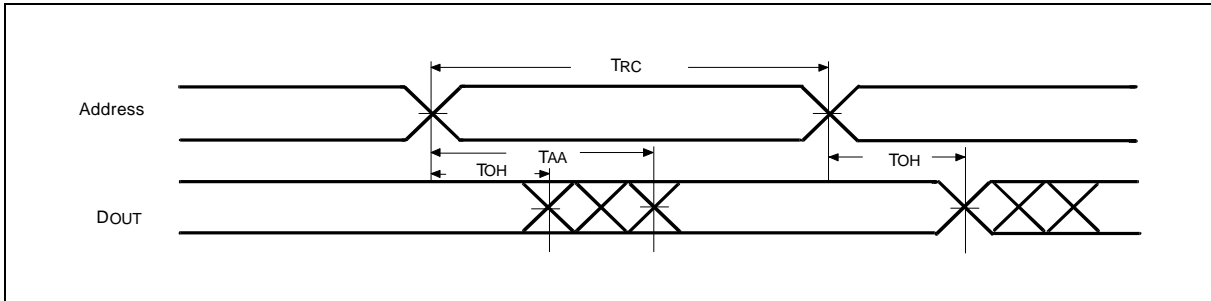 TRC
Address
TAA
TOH
TOH
DOUT